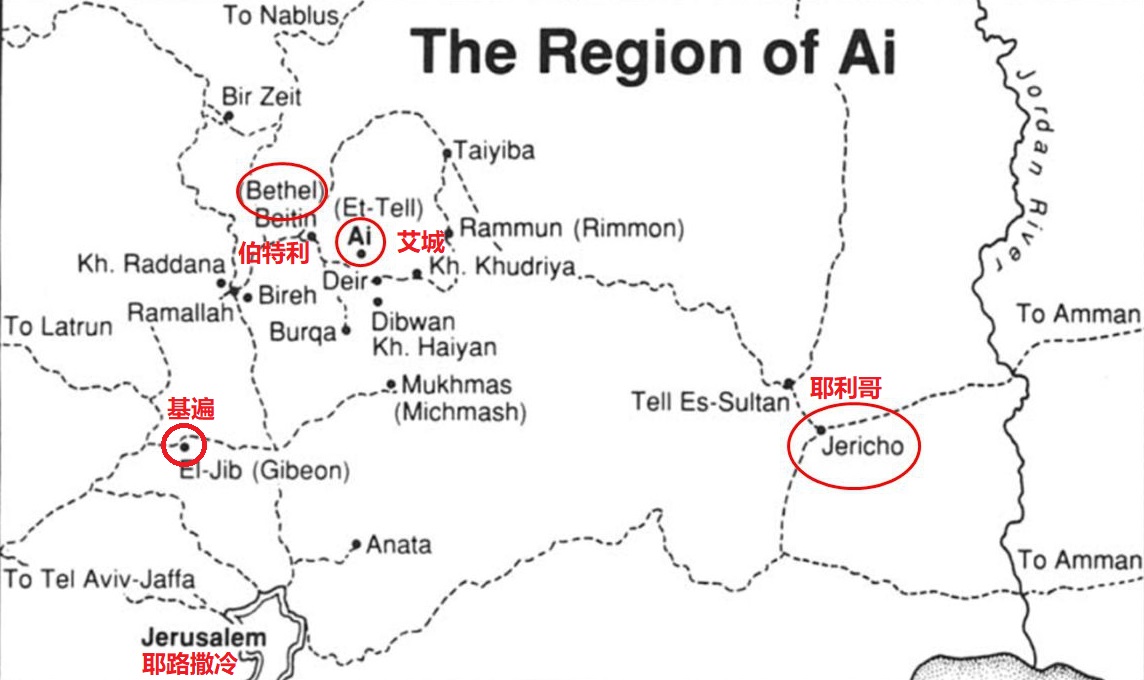 To Nablus
The Region of Ai
Bir Zeit
Jordan River
Taiyiba
(Bethel)
Beitin
(Et-Tell)
Ai
艾城
Rammun (Rimmon)
伯特利
Kh. Raddana
Deir
Kh. Khudriya
Bireh
Ramallah
To Latrun
Burqa
Dibwan
Kh. Haiyan
To Amman
Mukhmas
(Michmash)
Tell Es-Sultan
耶利哥
基遍
Jericho
El-Jib (Gibeon)
Anata
To Amman
To Tel Aviv-Jaffa
Jerusalem
耶路撒冷